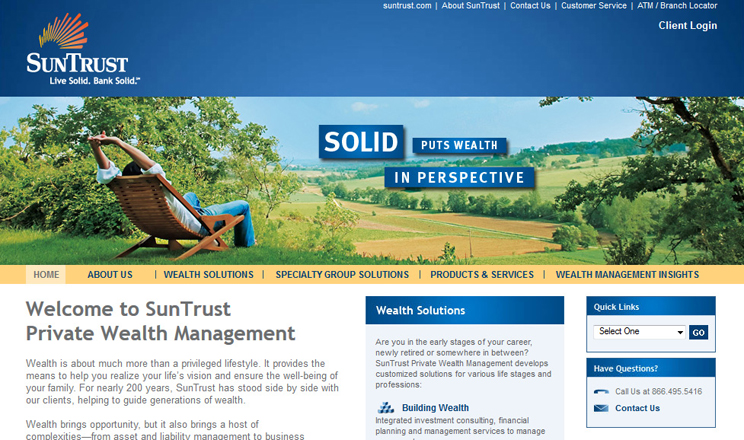 suntrust.com | About SunTrust | Contact Us | Customer Service | ATM / Branch Locator
Client Login
SUNTRUST
Live Solid. Bank Solid.℠
SOLID PUTS WEALTH
IN PERSPECTIVE
HOME ABOUT US | WEALTH SOLUTIONS | SPECIALTY GROUP SOLUTIONS | PRODUCTS & SERVICES | WEALTH MANAGEMENT INSIGHTS
Welcome to SunTrust
Private Wealth Management
Wealth is about much more than a privileged lifestyle. It provides the
means to help you realize your life's vision and ensure the well-being of
your family. For nearly 200 years, SunTrust has stood side by side with
our clients, helping to guide generations of wealth.
Wealth brings opportunity, but it also brings a host of
complexities—from asset and liability management to business
Wealth Solutions
Are you in the early stages of your career,
newly retired or somewhere in between?
SunTrust Private Wealth Management develops
customized solutions for various life stages and
professions:
Building Wealth
Integrated investment consulting, financial
planning and management services to manage
Quick Links
Select One GO
Have Questions?
Call Us at 866.495.5416
Contact Us